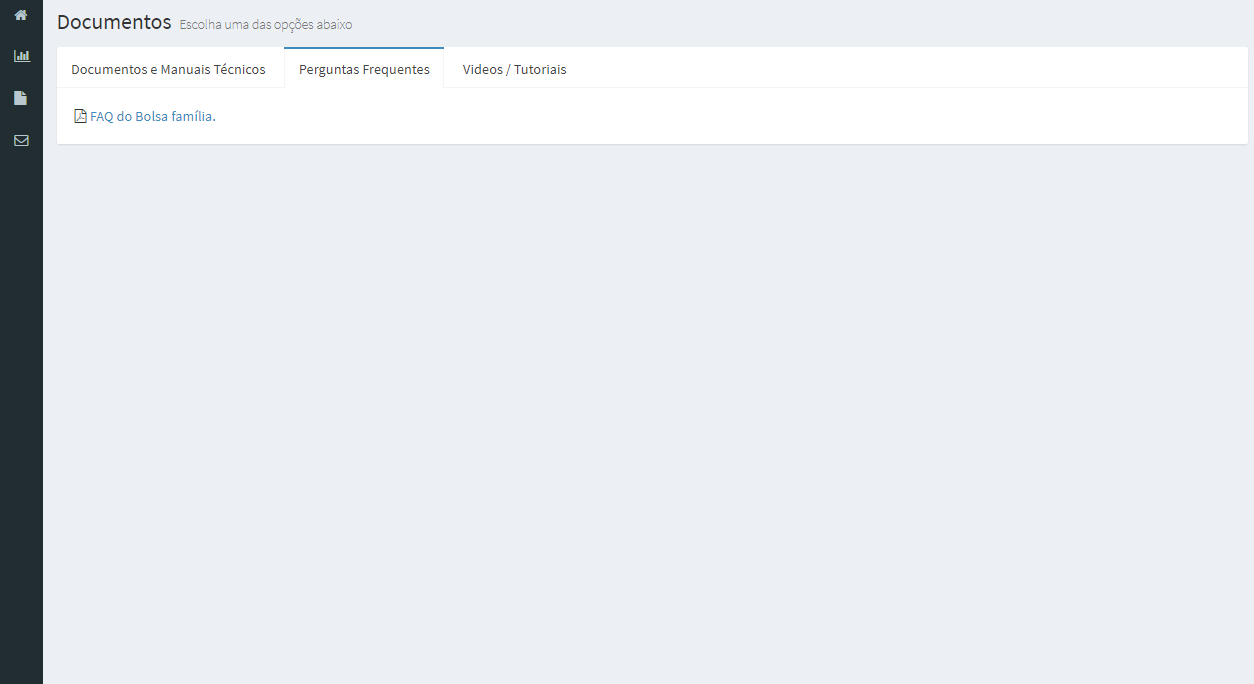 Documentos Escolha uma das opções abaixo
Documentos e Manuais Técnicos Perguntas Frequentes Videos / Tutoriais
FAQ do Bolsa família.